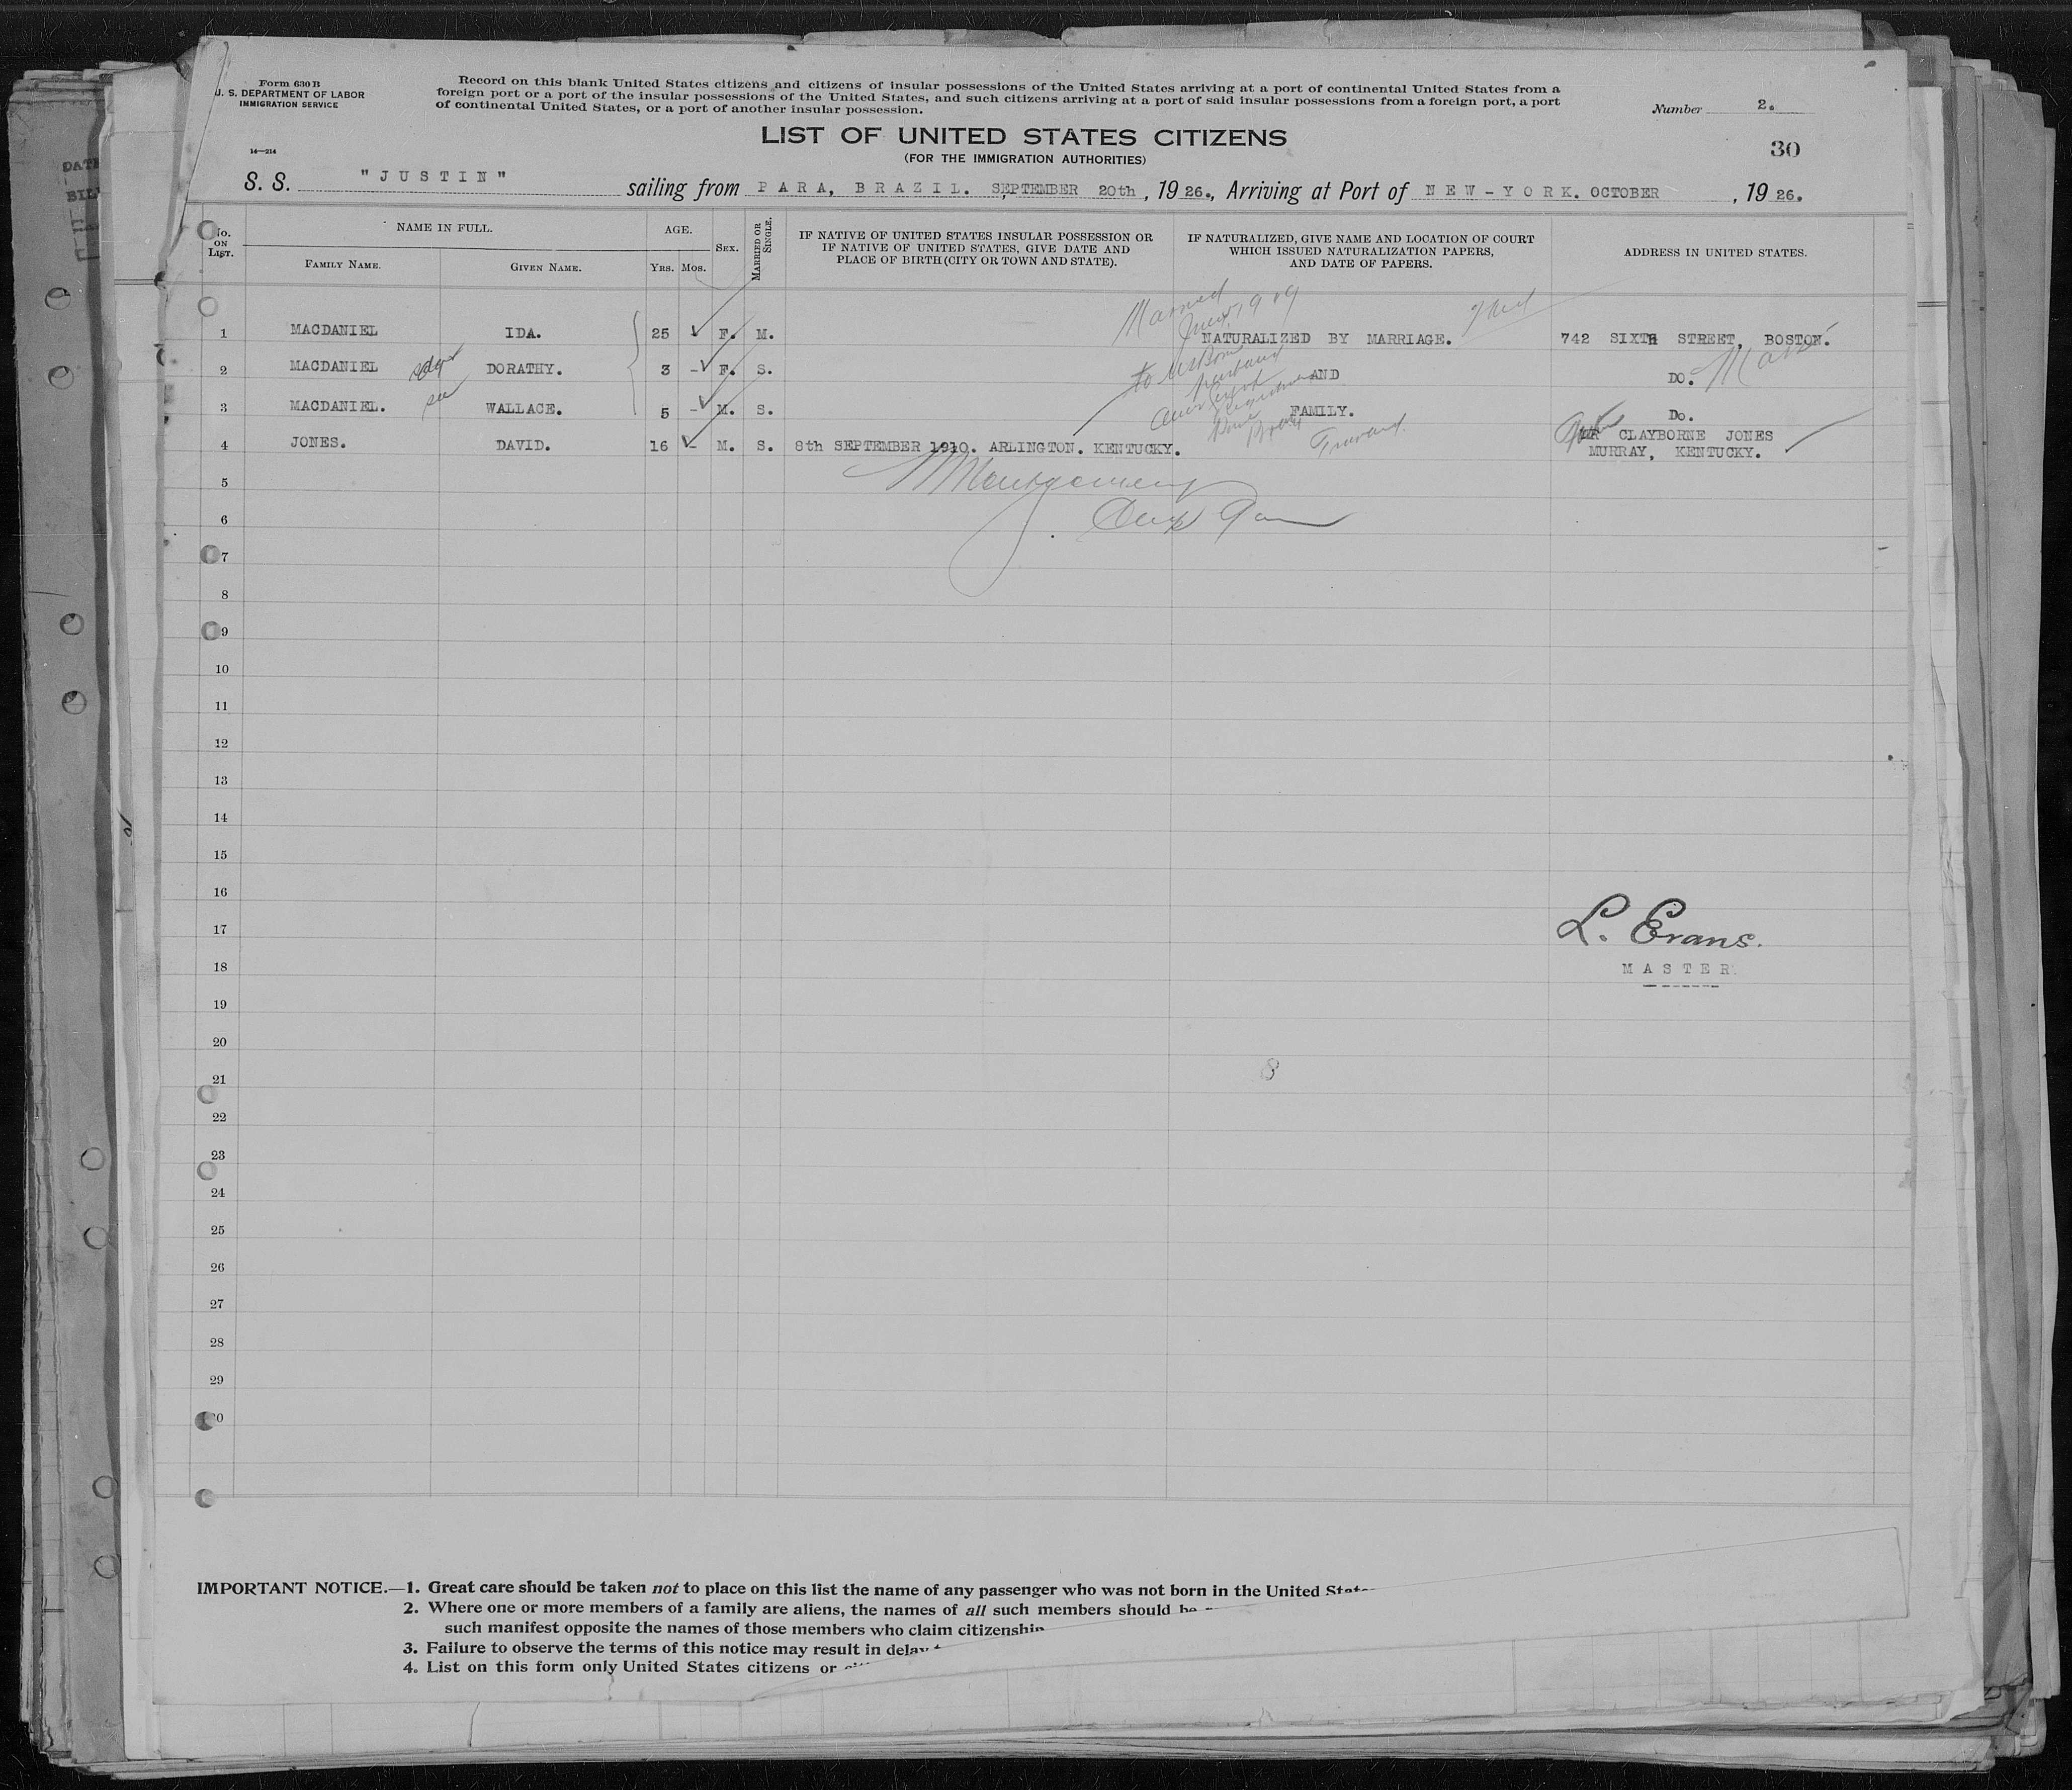 Form 630 B
U. S. DEPARTMENT OF LABOR
IMMIGRATION SERVICE
14—214
Record on this blank United States citizens and citizens of insular possessions of the United States arriving at a port of continental United States from a
foreign port or a port of the insular possessions of the United States, and such citizens arriving at a port of said insular possessions from a foreign port, a port
of continental United States, or a port of another insular possession.
Number 2.
LIST OF UNITED STATES CITIZENS
(FOR THE IMMIGRATION AUTHORITIES)
30
S. S. "JUSTIN" sailing from PARA, BRAZIL. SEPTEMBER 20th, 1926., Arriving at Port of NEW-YORK. OCTOBER, 1926.
No. ON LIST.
NAME IN FULL.
FAMILY NAME.
GIVEN NAME.
AGE.
YRS. MOS.
SEX.
MARRIED OR SINGLE.
IF NATIVE OF UNITED STATES INSULAR POSSESSION OR
IF NATIVE OF UNITED STATES, GIVE DATE AND
PLACE OF BIRTH (CITY OR TOWN AND STATE).
IF NATURALIZED, GIVE NAME AND LOCATION OF COURT
WHICH ISSUED NATURALIZATION PAPERS,
AND DATE OF PAPERS.
ADDRESS IN UNITED STATES.
Married
1919
1 MACDANIEL IDA. 25 F. M. NATURALIZED BY MARRIAGE. 742 SIXTH STREET, BOSTON.
Mass
to US Born
husband
2 MACDANIEL DORATHY. 3 - F. S. AND DO.
3 MACDANIEL. WALLACE. 5 - M. S. FAMILY. Do.
Para
Brazil
4 JONES. DAVID. 16 - M. S. 8th SEPTEMBER 1910. ARLINGTON. KENTUCKY. CLAYBORNE JONES
MURRAY, KENTUCKY.
Montgomery
5
6
7
8
9
10
11
12
13
14
15
16
17
18
19
20
21
22
23
24
25
26
27
28
29
30
L. Evans.
MASTER
8
IMPORTANT NOTICE.—1. Great care should be taken not to place on this list the name of any passenger who was not born in the United
2. Where one or more members of a family are aliens, the names of all such members should be
such manifest opposite the names of those members who claim citizenship
3. Failure to observe the terms of this notice may result in delay
4. List on this form only United States citizens or